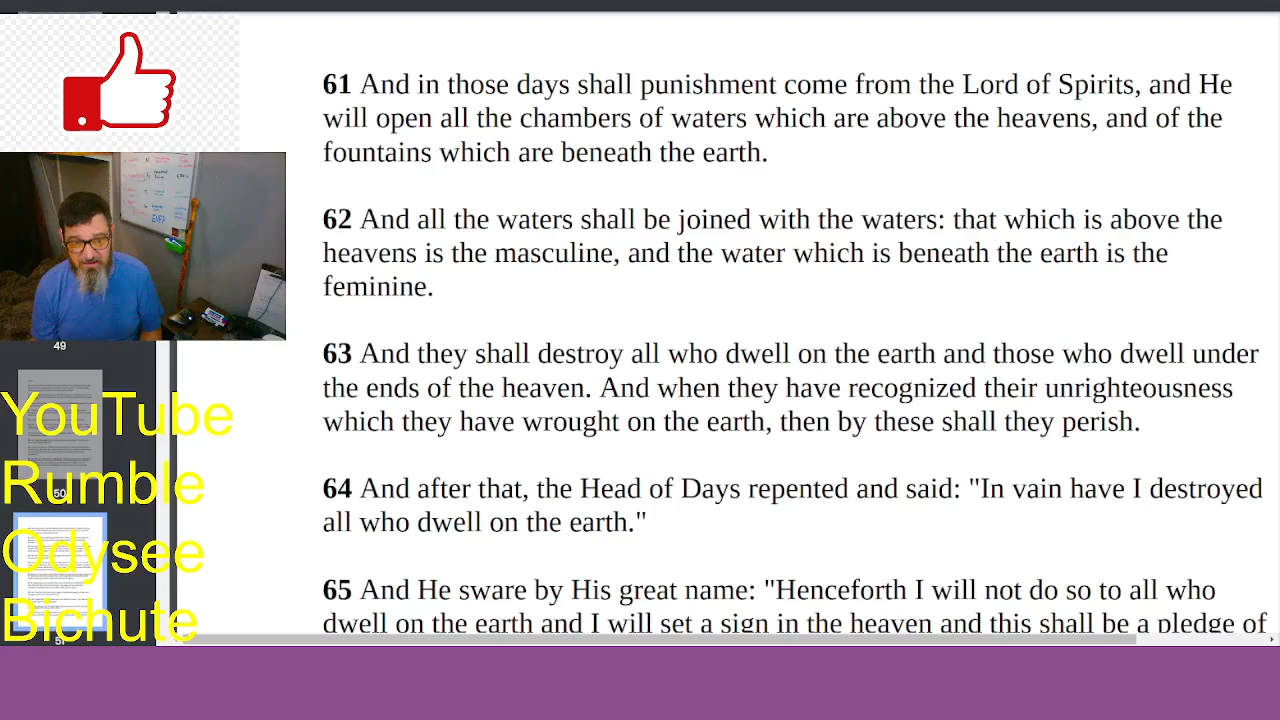 61 And in those days shall punishment come from the Lord of Spirits, and He
will open all the chambers of waters which are above the heavens, and of the
fountains which are beneath the earth.
62 And all the waters shall be joined with the waters: that which is above the
heavens is the masculine, and the water which is beneath the earth is the
feminine.
63 And they shall destroy all who dwell on the earth and those who dwell under
the ends of the heaven. And when they have recognized their unrighteousness
which they have wrought on the earth, then by these shall they perish.
64 And after that, the Head of Days repented and said: "In vain have I destroyed
all who dwell on the earth."
65 And He sware by His great name: "Henceforth I will not do so to all who
dwell on the earth and I will set a sign in the heaven and this shall be a pledge of
49
YouTube
50
Rumble
Odysee
Bichute
51